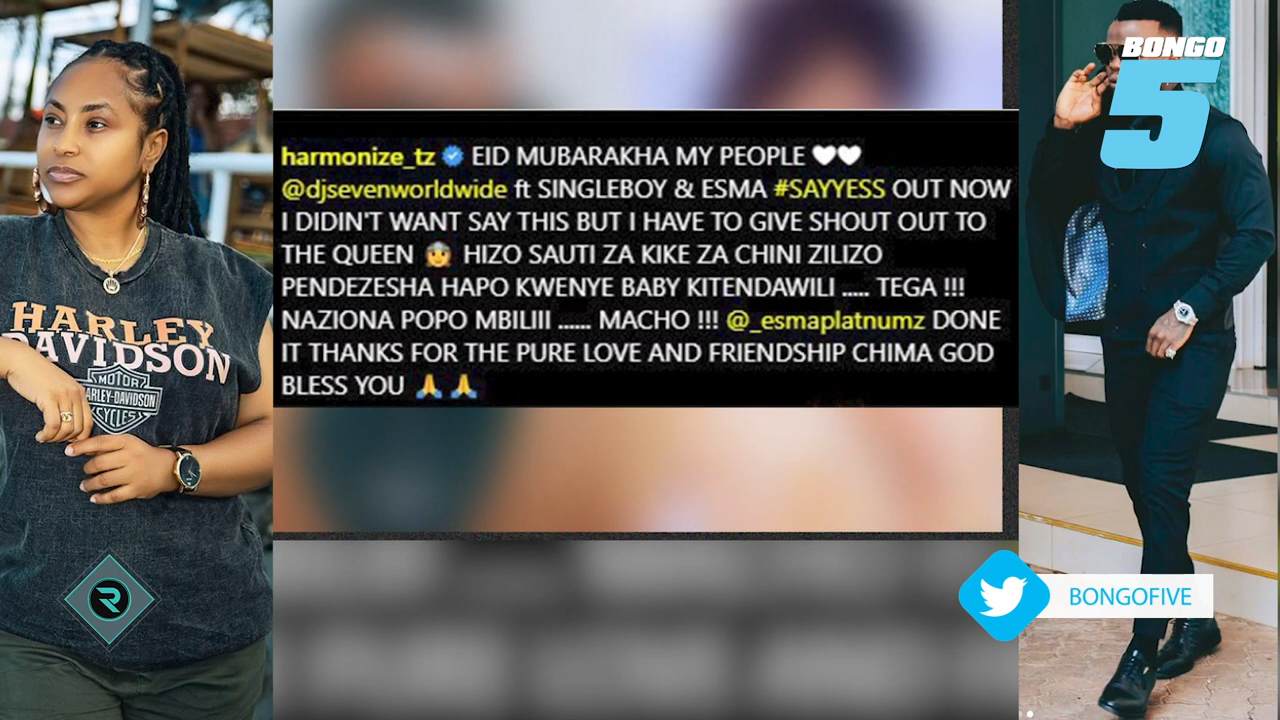 HARLEY
DAVIDSON
MOTOR
HARLEY-DAVIDSON
CYCLES
R
harmonize_tz EID MUBARAKHA MY PEOPLE 🤍🤍
@djsevenworldwide ft SINGLEBOY & ESMA #SAYYESS OUT NOW
I DIDIN'T WANT SAY THIS BUT I HAVE TO GIVE SHOUT OUT TO
THE QUEEN 👸 HIZO SAUTI ZA KIKE ZA CHINI ZILIZO
PENDEZESHA HAPO KWENYE BABY KITENDAWILI ..... TEGA !!!
NAZIONA POPO MBILIII ...... MACHO !!! @_esmaplatnumz DONE
IT THANKS FOR THE PURE LOVE AND FRIENDSHIP CHIMA GOD
BLESS YOU 🙏 🙏
BONGO
5
BONGOFIVE